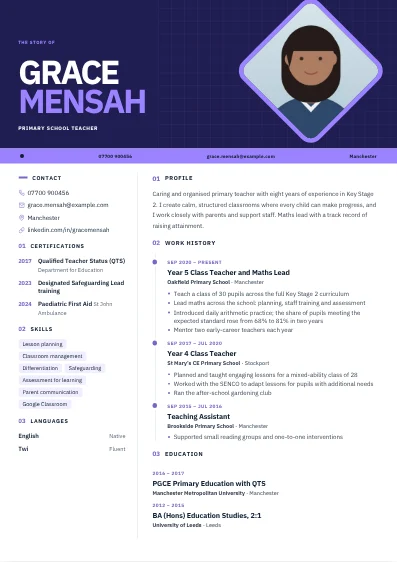 THE STORY OF
GRACE
MENSAH
PRIMARY SCHOOL TEACHER
07700 900456
grace.mensah@example.com
Manchester
CONTACT
07700 900456
grace.mensah@example.com
Manchester
linkedin.com/in/gracemensah
01 CERTIFICATIONS
2017 Qualified Teacher Status (QTS)
Department for Education
2023 Designated Safeguarding Lead
training
2024 Paediatric First Aid St John
Ambulance
02 SKILLS
Lesson planning
Classroom management
Differentiation Safeguarding
Assessment for learning
Parent communication
Google Classroom
03 LANGUAGES
English Native
Twi Fluent
01 PROFILE
Caring and organised primary teacher with eight years of experience in Key Stage
2. I create calm, structured classrooms where every child can make progress, and
I work closely with parents and support staff. Maths lead with a track record of
raising attainment.
02 WORK HISTORY
SEP 2020 – PRESENT
Year 5 Class Teacher and Maths Lead
Oakfield Primary School · Manchester
• Teach a class of 30 pupils across the full Key Stage 2 curriculum
• Lead maths across the school: planning, staff training and assessment
• Introduced daily arithmetic practice; the share of pupils meeting the
expected standard rose from 68% to 81% in two years
• Mentor two early-career teachers each year
SEP 2017 – JUL 2020
Year 4 Class Teacher
St Mary's CE Primary School · Stockport
• Planned and taught engaging lessons for a mixed-ability class of 28
• Worked with the SENCO to adapt lessons for pupils with additional needs
• Ran the after-school gardening club
SEP 2015 – JUL 2016
Teaching Assistant
Brookside Primary School · Manchester
• Supported small reading groups and one-to-one interventions
03 EDUCATION
2016 – 2017
PGCE Primary Education with QTS
Manchester Metropolitan University · Manchester
2012 – 2015
BA (Hons) Education Studies, 2:1
University of Leeds · Leeds